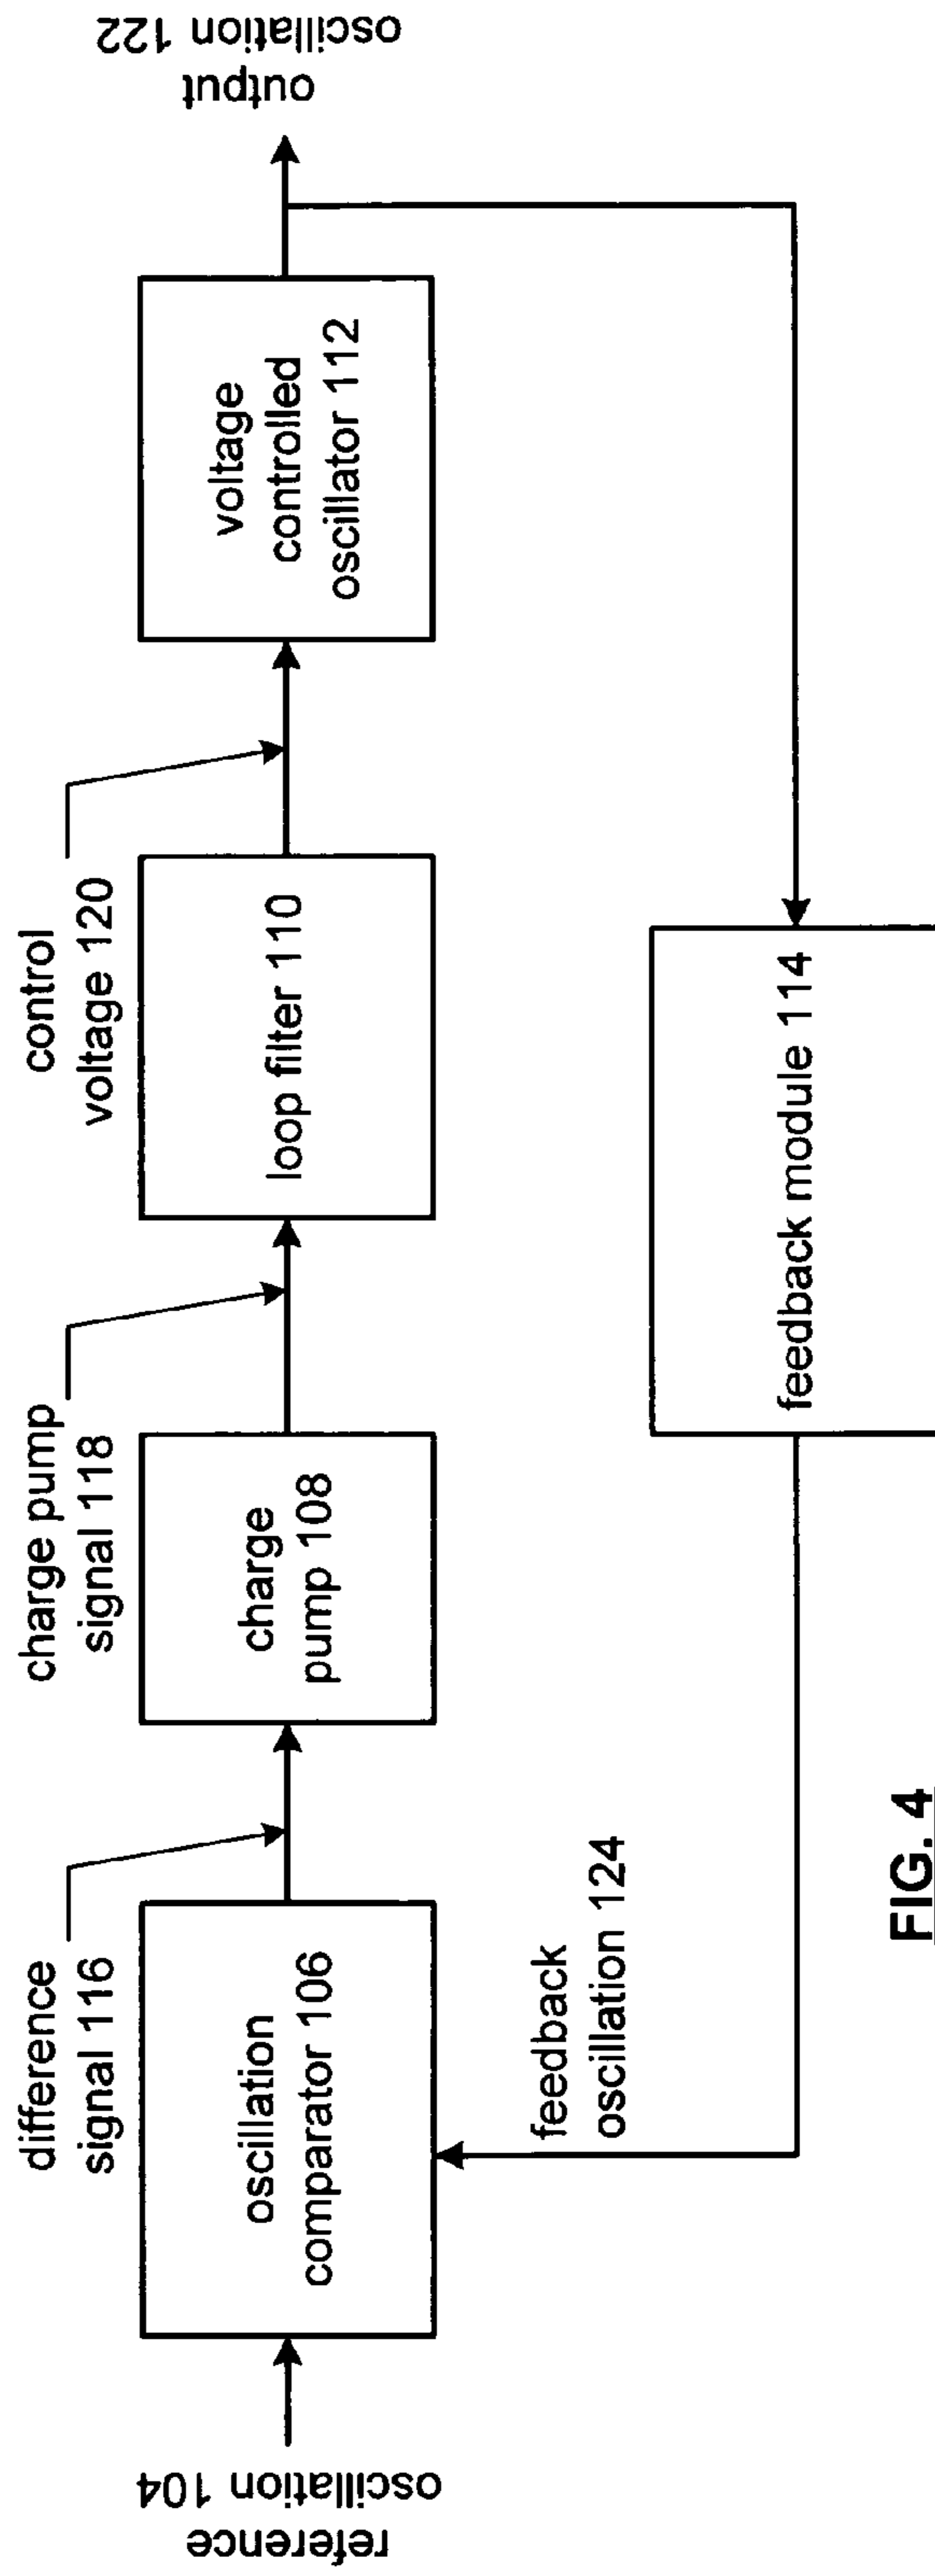 difference
signal 116
charge pump
signal 118
control
voltage 120
reference
oscillation 104
oscillation
comparator 106
charge
pump 108
loop filter 110
voltage
controlled
oscillator 112
output
oscillation 122
feedback
oscillation 124
feedback module 114
FIG. 4